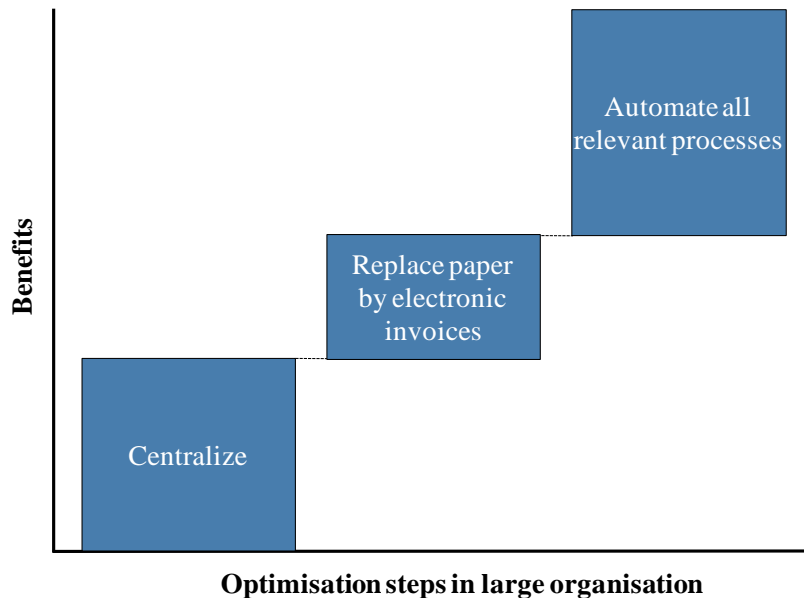 Automate all
relevant processes
Replace paper
by electronic
invoices
Centralize
Benefits
Optimisation steps in large organisation